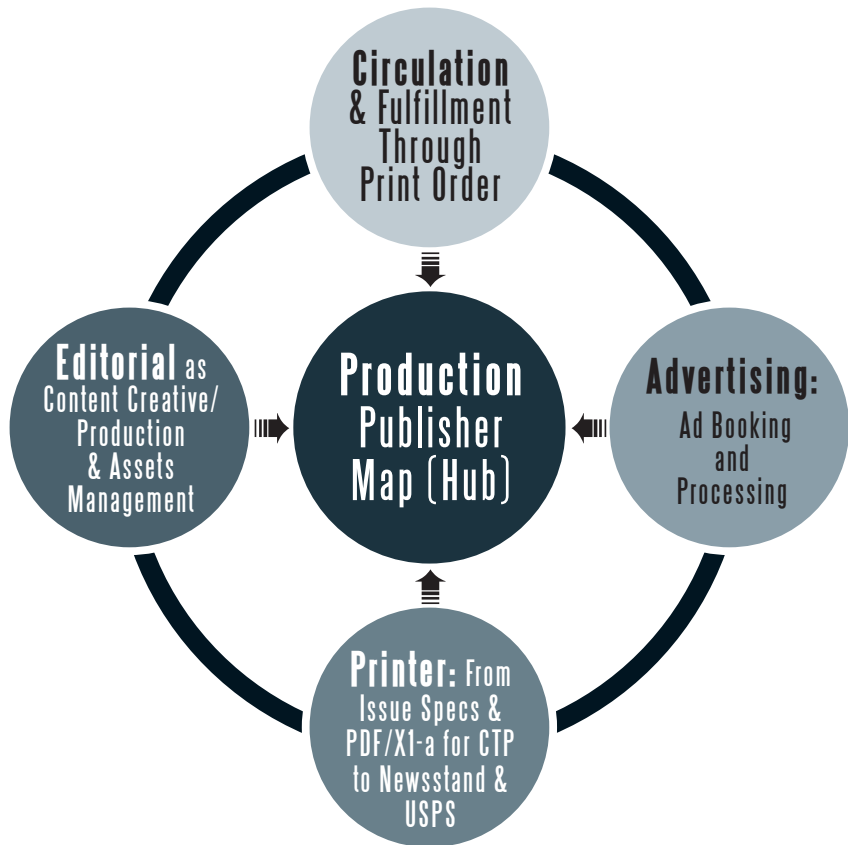 Circulation
& Fulfillment
Through
Print Order
Editorial as
Content Creative/
Production
& Assets
Management
Production
Publisher
Map (Hub)
Advertising:
Ad Booking
and
Processing
Printer: From
Issue Specs &
PDF/X1-a for CTP
to Newsstand &
USPS